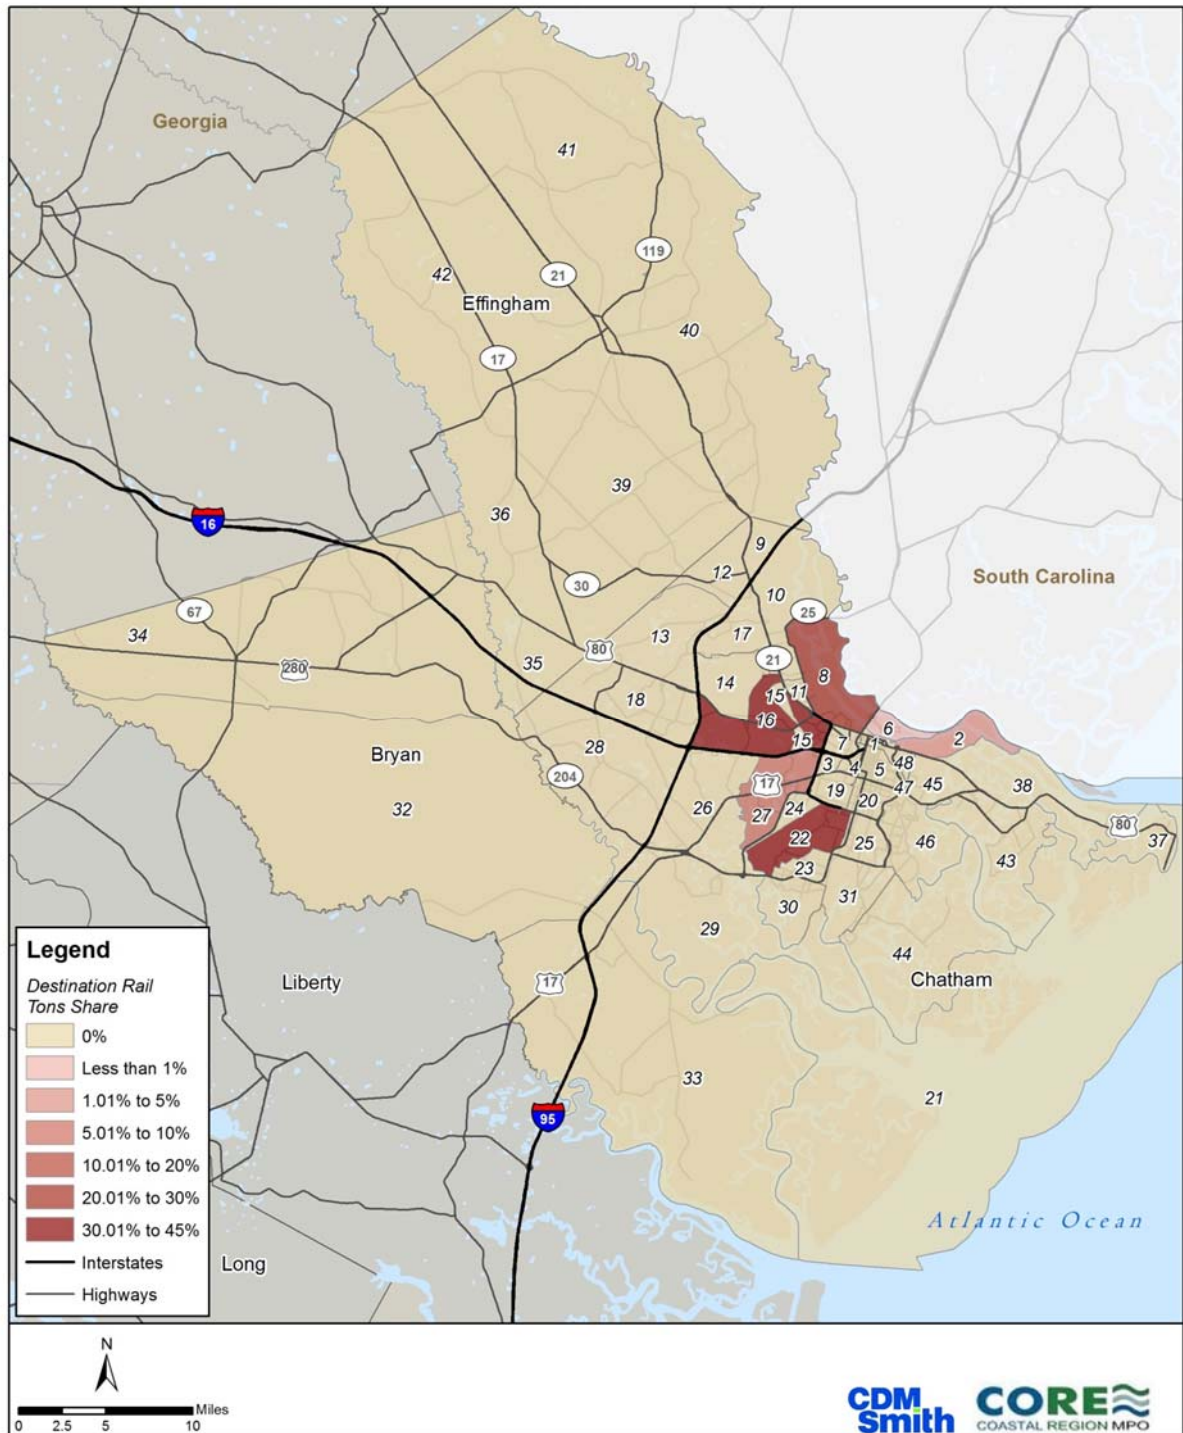 Georgia
41
119
42
21
Effingham
40
17
39
36
16
9
South Carolina
12
30
10
25
67
34
13
17
80
35
21
280
8
14
11
18
15
16
6
2
15
7
1
28
Bryan
3
4
5
48
204
17
19
47
45
38
32
26
27
24
20
80
22
25
46
37
23
43
31
30
29
44
Chatham
Liberty
17
33
21
95
Atlantic Ocean
Long
Legend
Destination Rail
Tons Share
0%
Less than 1%
1.01% to 5%
5.01% to 10%
10.01% to 20%
20.01% to 30%
30.01% to 45%
Interstates
Highways
N
Miles
0 2.5 5 10
CDM
Smith
CORE
COASTAL REGION MPO